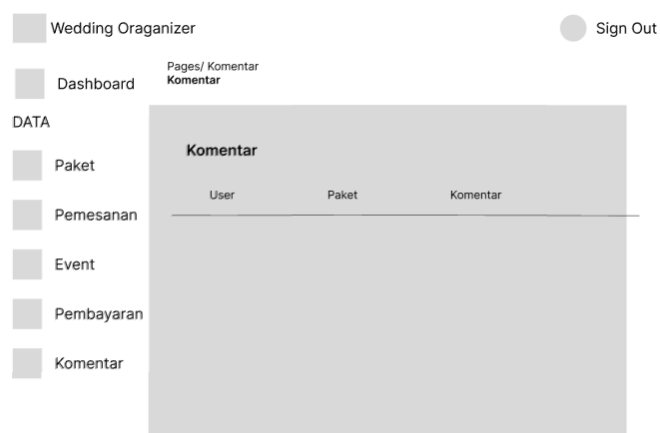 Wedding Oraganizer
Sign Out
Dashboard
Pages/ Komentar
Komentar
DATA
Paket
Pemesanan
Event
Pembayaran
Komentar
Komentar
User Paket Komentar